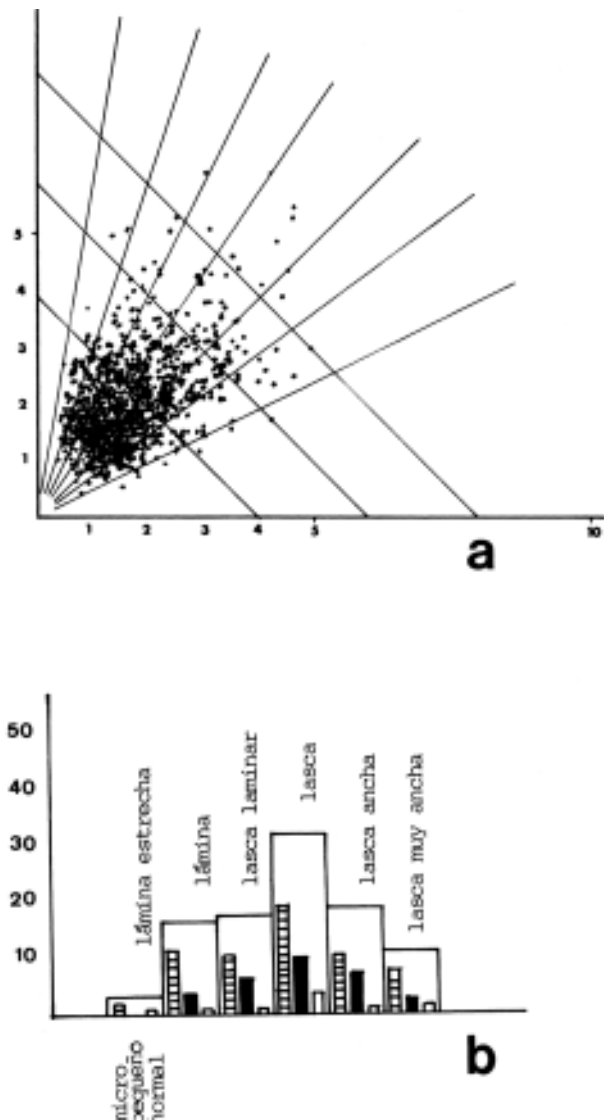 5
4
3
2
1
1 2 3 4 5 10
a
50
40
30
20
10
lámina estrecha
lámina
lasca laminar
lasca
lasca ancha
lasca muy ancha
micro
pequeño
normal
b